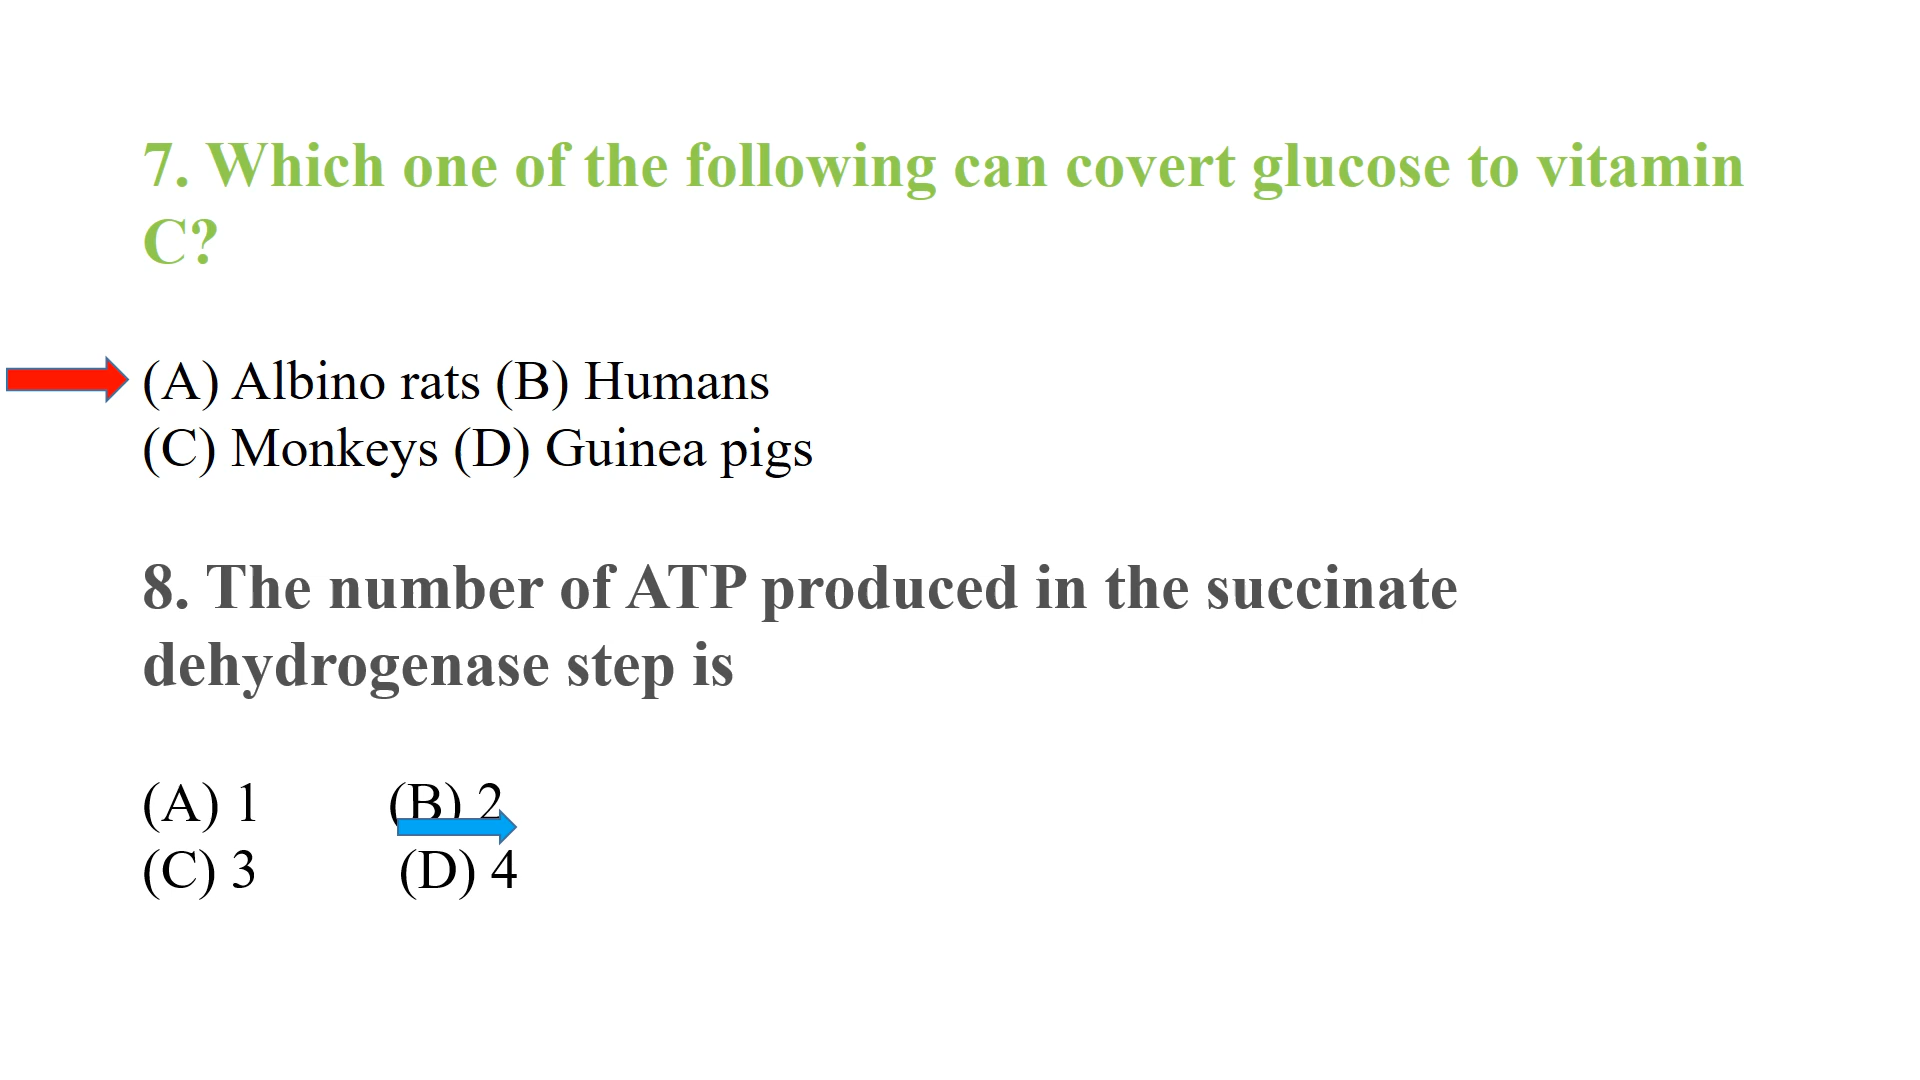 7. Which one of the following can covert glucose to vitamin
C?
(A) Albino rats (B) Humans
(C) Monkeys (D) Guinea pigs
8. The number of ATP produced in the succinate
dehydrogenase step is
(A) 1 (B) 2
(C) 3 (D) 4